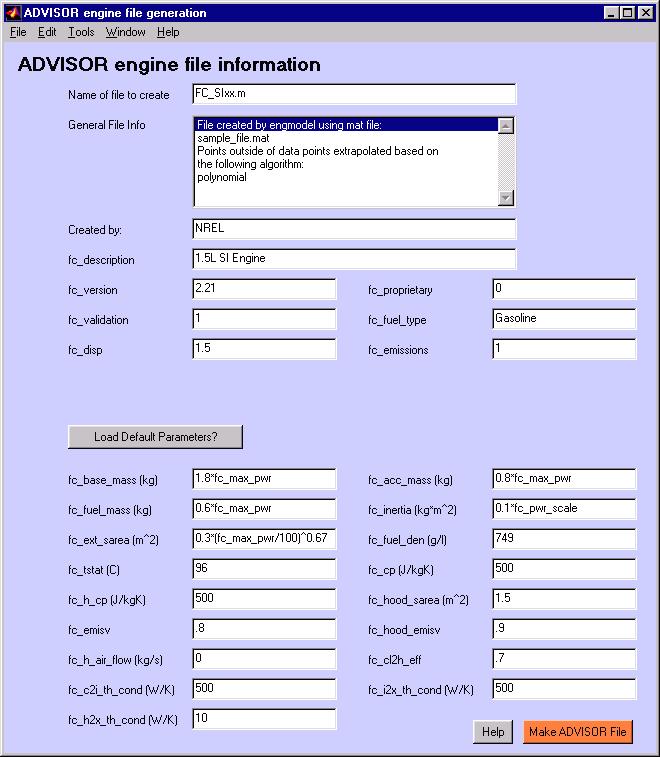 ADVISOR engine file generation
File Edit Tools Window Help
ADVISOR engine file information
Name of file to create FC_SIxx.m
General File Info File created by engmodel using mat file:
sample_file.mat
Points outside of data points extrapolated based on
the following algorithm:
polynomial
Created by: NREL
fc_description 1.5L SI Engine
fc_version 2.21 fc_proprietary 0
fc_validation 1 fc_fuel_type Gasoline
fc_disp 1.5 fc_emissions 1
Load Default Parameters?
fc_base_mass (kg) 1.8*fc_max_pwr fc_acc_mass (kg) 0.8*fc_max_pwr
fc_fuel_mass (kg) 0.6*fc_max_pwr fc_inertia (kg*m^2) 0.1*fc_pwr_scale
fc_ext_sarea (m^2) 0.3*(fc_max_pwr/100)^0.67 fc_fuel_den (g/l) 749
fc_tstat (C) 96 fc_cp (J/kgK) 500
fc_h_cp (J/kgK) 500 fc_hood_sarea (m^2) 1.5
fc_emisv .8 fc_hood_emisv .9
fc_h_air_flow (kg/s) 0 fc_cl2h_eff .7
fc_c2i_th_cond (W/K) 500 fc_i2x_th_cond (W/K) 500
fc_h2x_th_cond (W/K) 10
Help Make ADVISOR File